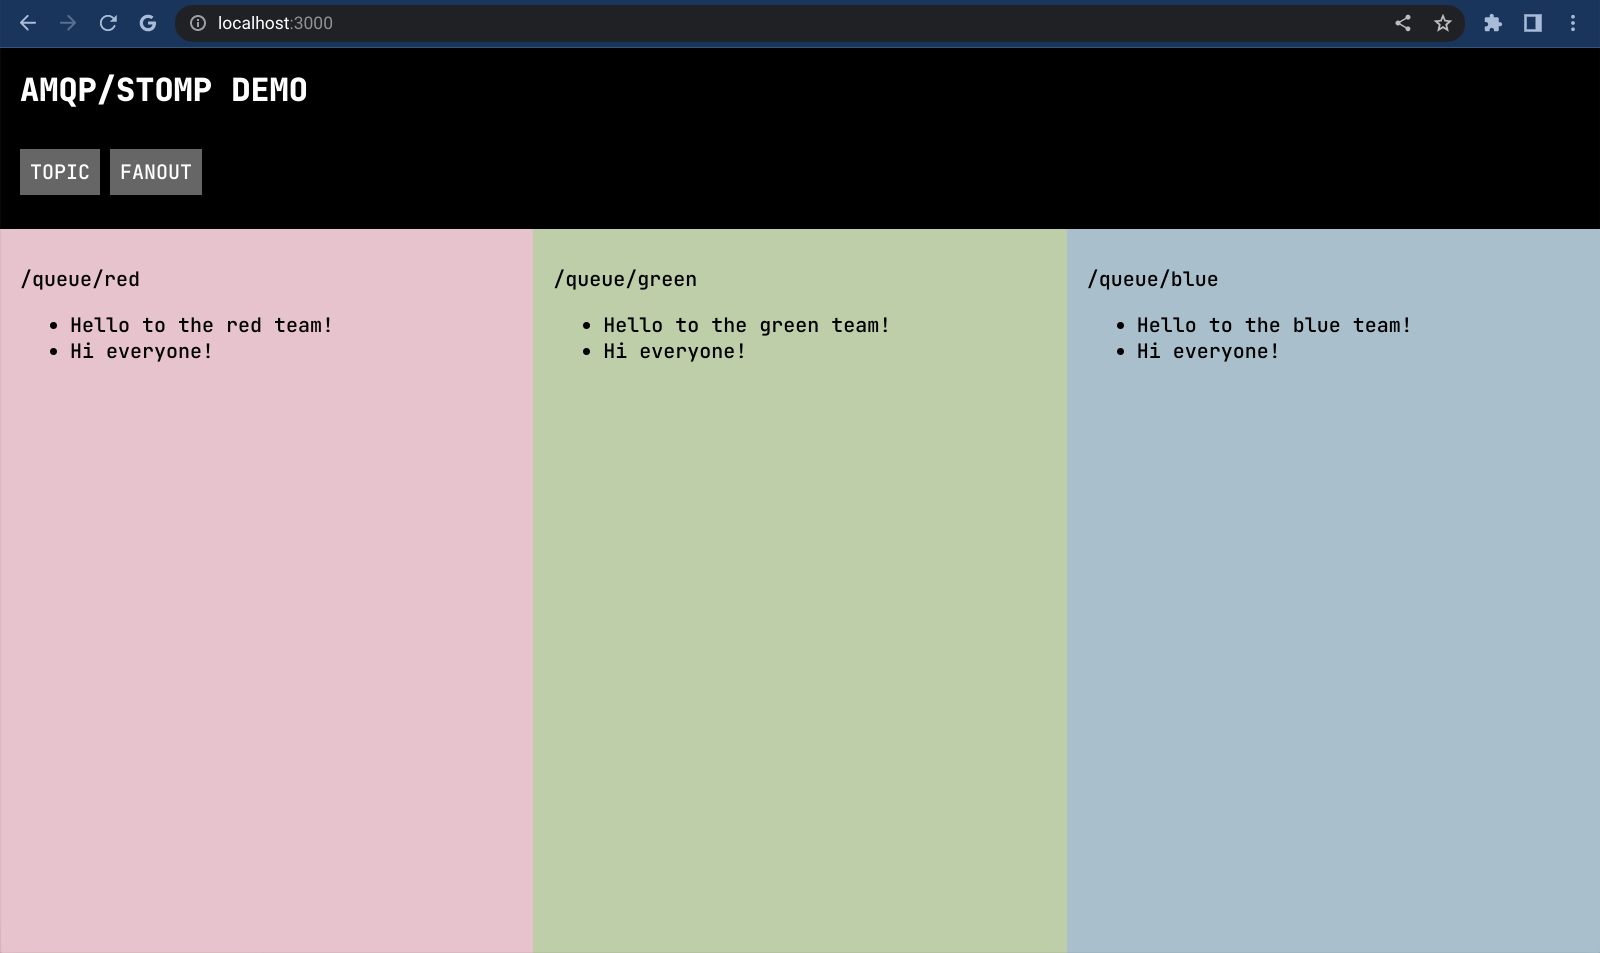 localhost:3000
AMQP/STOMP DEMO
TOPIC FANOUT
/queue/red
• Hello to the red team!
• Hi everyone!
/queue/green
• Hello to the green team!
• Hi everyone!
/queue/blue
• Hello to the blue team!
• Hi everyone!